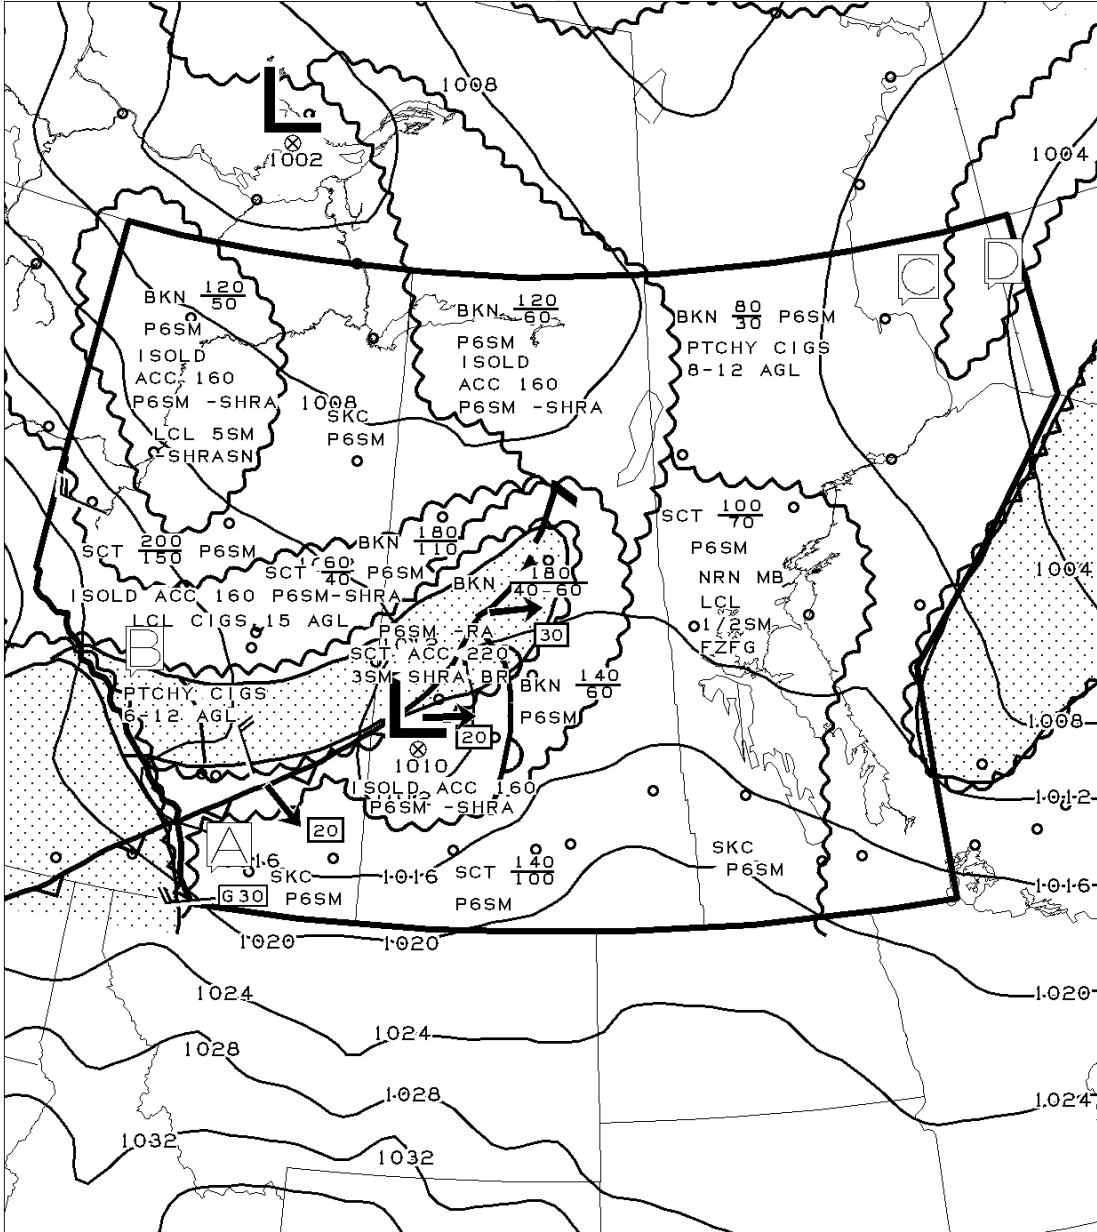 1008
L
1002
1004
C
D
BKN 120/50
P6SM
ISOLD
ACC 160
P6SM -SHRA
LCL 5SM
-SHRASN
BKN 120/60
P6SM
ISOLD
ACC 160
P6SM -SHRA
BKN 80/30 P6SM
PTCHY CIGS
8-12 AGL
1008
SKC
P6SM
SCT 100/70
P6SM
NRN MB
LCL
1/2SM
FZFG
SCT 200/150 P6SM
BKN 180/110
SCT 60/40 P6SM
ISOLD ACC 160 P6SM-SHRA
LCL CIGS 15 AGL
BKN 180/40-60
P6SM -RA
SCT ACC 220
3SM SHRA BR
30
1004
B
PTCHY CIGS
6-12 AGL
BKN 140/60
P6SM
L
20
1010
1008
ISOLD ACC 160
P6SM -SHRA
1012
20
A
SKC
P6SM
G30
1016
SCT 140/100
P6SM
SKC
P6SM
1016
1020
1020
1020
1024
1024
1028
1028
1024
1032
1032